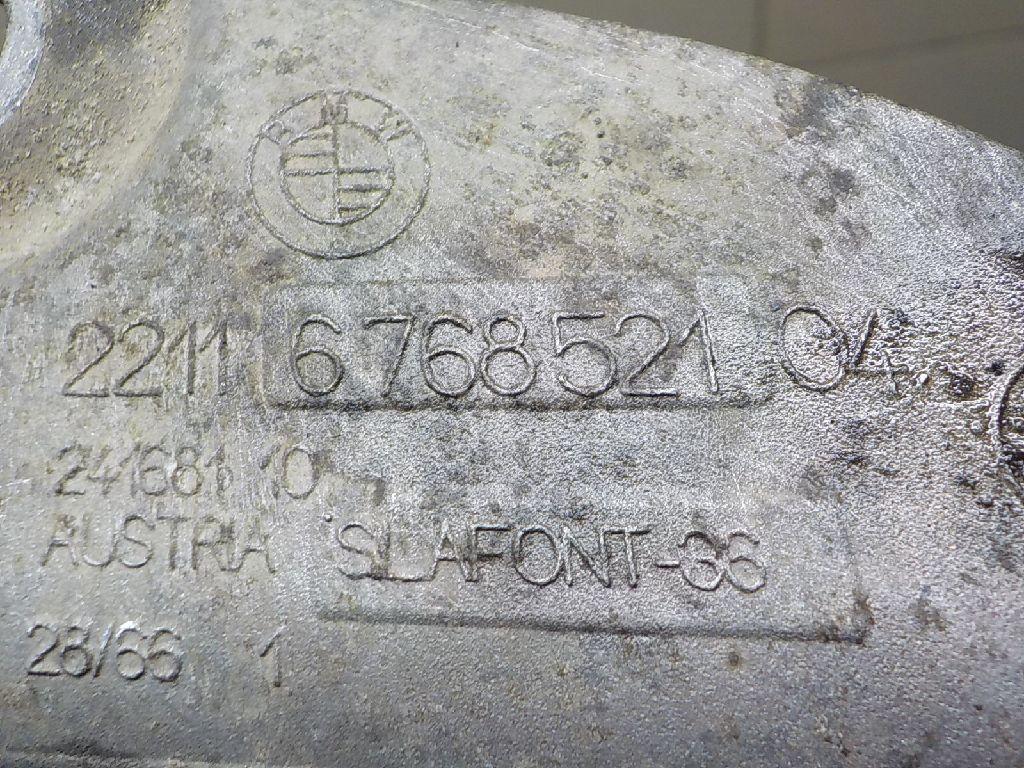 BMW
2211 6768521 04
241681 10
AUSTRIA SILAFONT-36
28/66 1